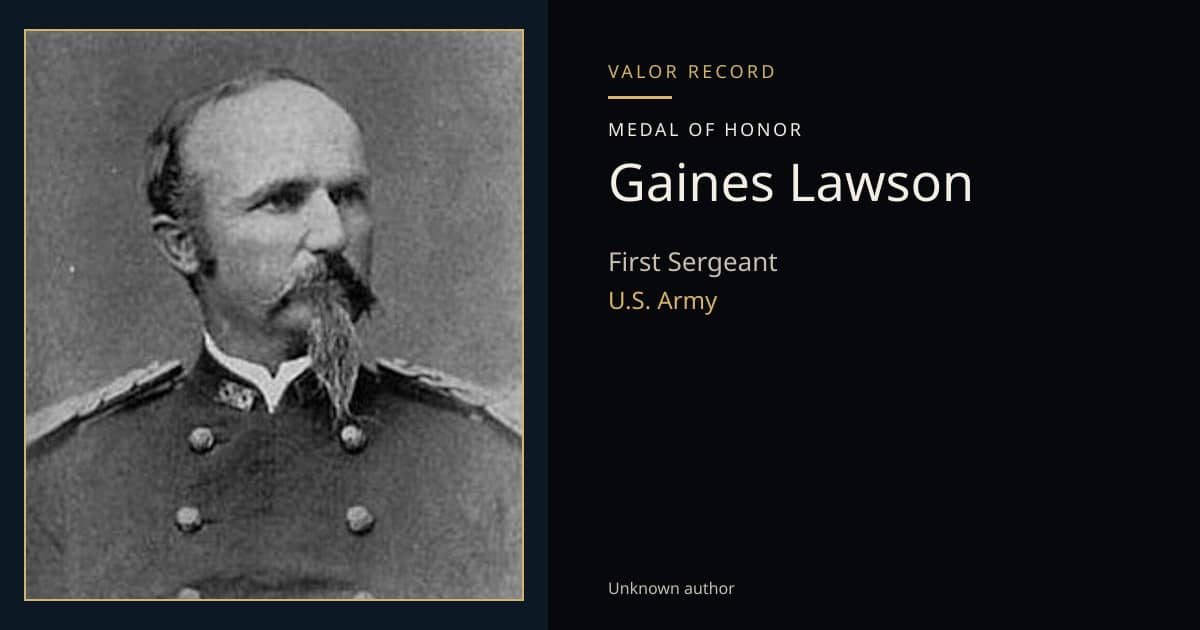 VALOR RECORD
MEDAL OF HONOR
Gaines Lawson
First Sergeant
U.S. Army
Unknown author